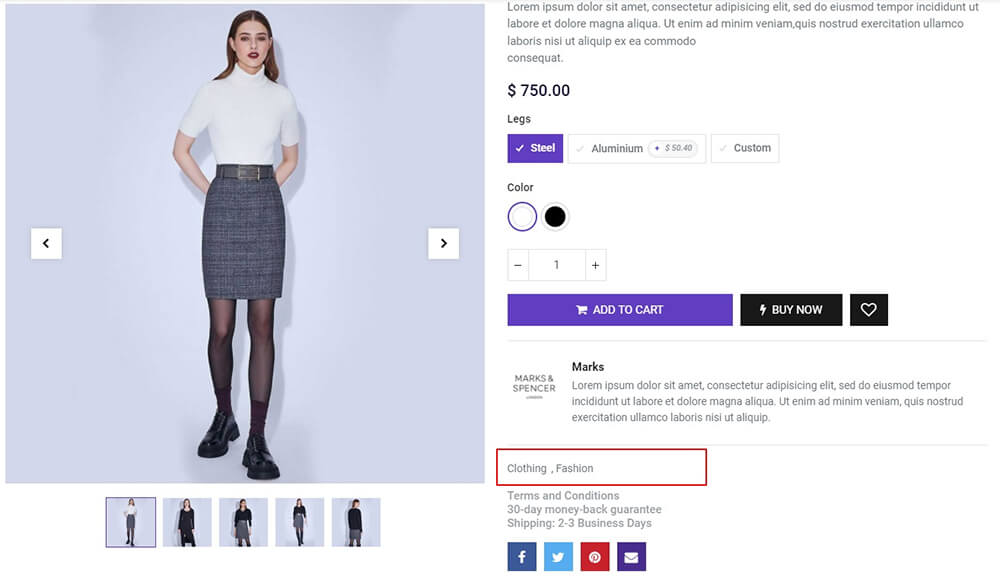 Lorem ipsum dolor sit amet, consectetur adipisicing elit, sed do eiusmod tempor incididunt ut
labore et dolore magna aliqua. Ut enim ad minim veniam,quis nostrud exercitation ullamco
laboris nisi ut aliquip ex ea commodo
consequat.
$ 750.00
Legs
Steel
Aluminium + $ 50.40
Custom
Color
− 1 +
ADD TO CART
BUY NOW
MARKS &
SPENCER
LONDON
Marks
Lorem ipsum dolor sit amet, consectetur adipisicing elit, sed do eiusmod tempor
incididunt ut labore et dolore magna aliqua. Ut enim ad minim veniam, quis nostrud
exercitation ullamco laboris nisi ut aliquip.
Clothing , Fashion
Terms and Conditions
30-day money-back guarantee
Shipping: 2-3 Business Days